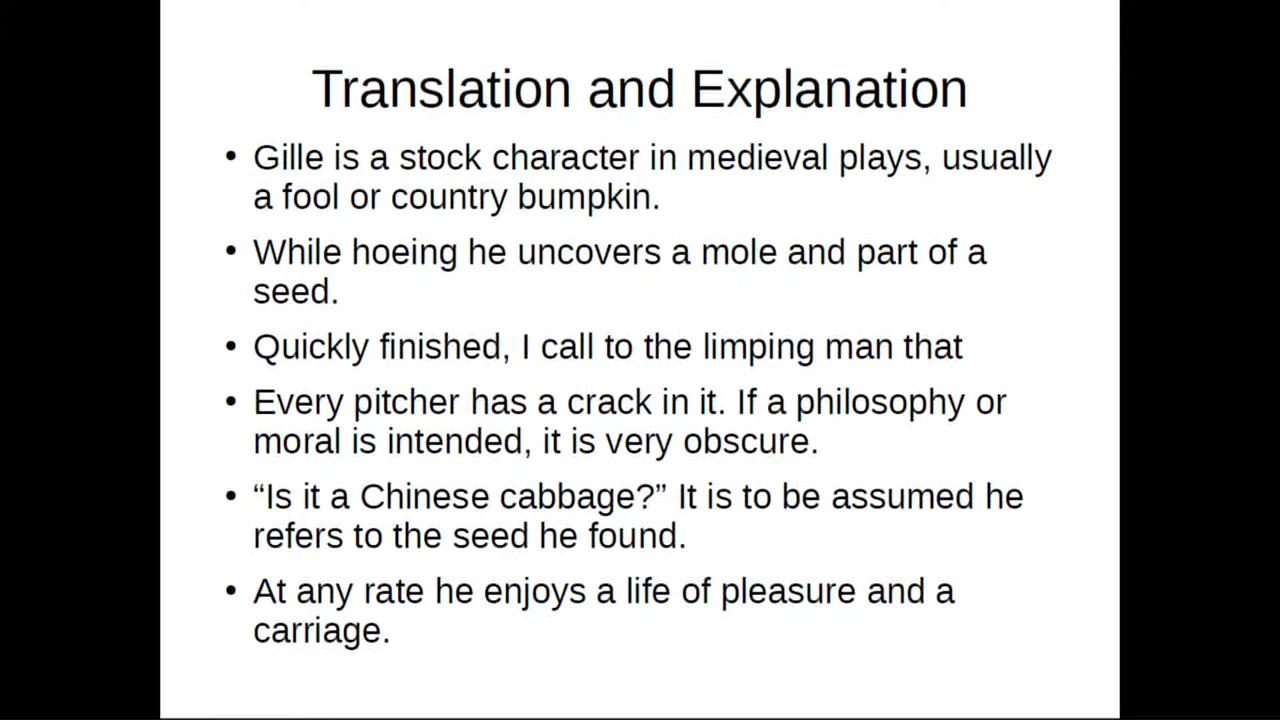 Translation and Explanation
• Gille is a stock character in medieval plays, usually
a fool or country bumpkin.
• While hoeing he uncovers a mole and part of a
seed.
• Quickly finished, I call to the limping man that
• Every pitcher has a crack in it. If a philosophy or
moral is intended, it is very obscure.
• “Is it a Chinese cabbage?” It is to be assumed he
refers to the seed he found.
• At any rate he enjoys a life of pleasure and a
carriage.